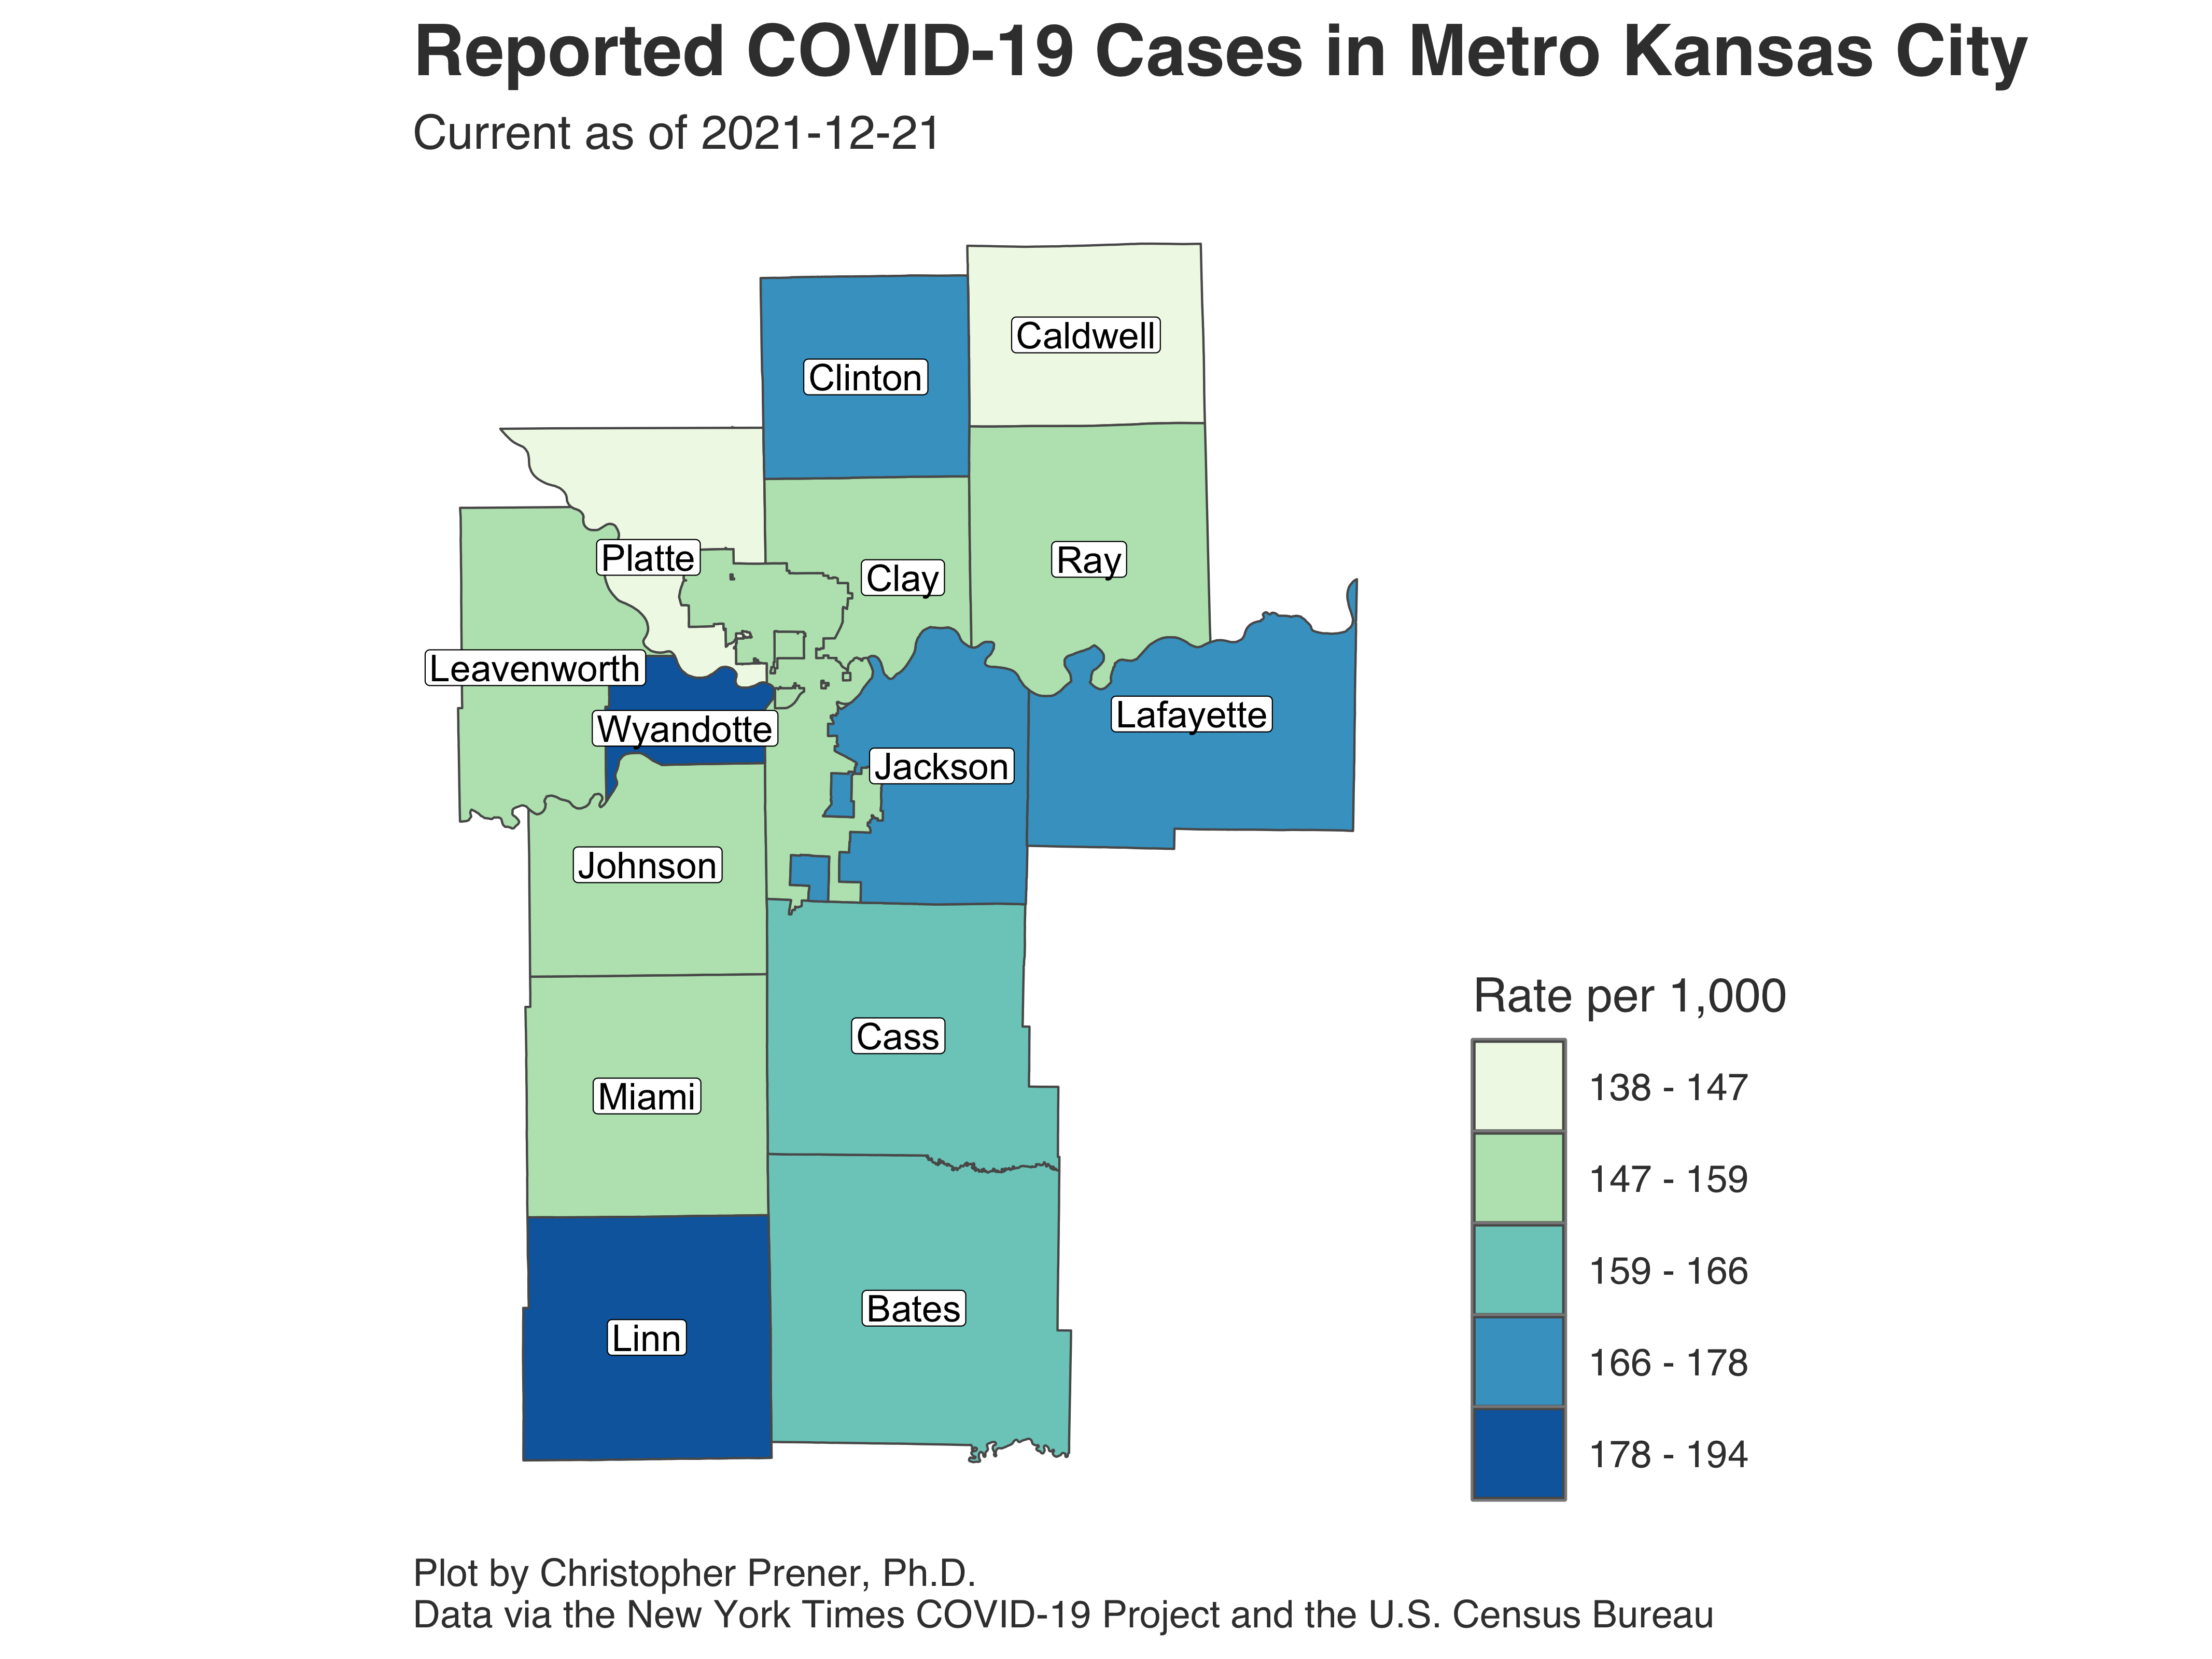 Reported COVID-19 Cases in Metro Kansas City
Current as of 2021-12-21
Caldwell
Clinton
Platte
Clay
Ray
Leavenworth
Wyandotte
Lafayette
Jackson
Johnson
Cass
Miami
Bates
Linn
Rate per 1,000
138 - 147
147 - 159
159 - 166
166 - 178
178 - 194
Plot by Christopher Prener, Ph.D.
Data via the New York Times COVID-19 Project and the U.S. Census Bureau